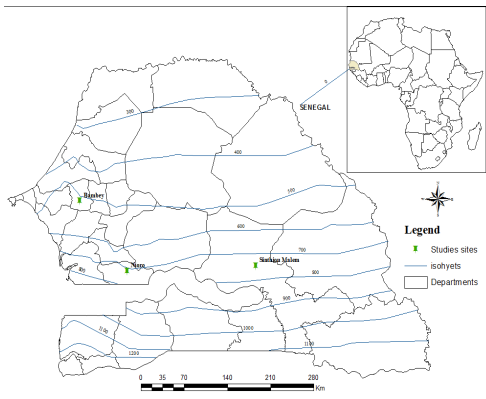 SENEGAL
300
400
500
Bambey
600
700
Sinthiou Malem
Nioro
800
900
1000
1100
1100
1200
Legend
Studies sites
isohyets
Departments
0 35 70 140 210 280
Km